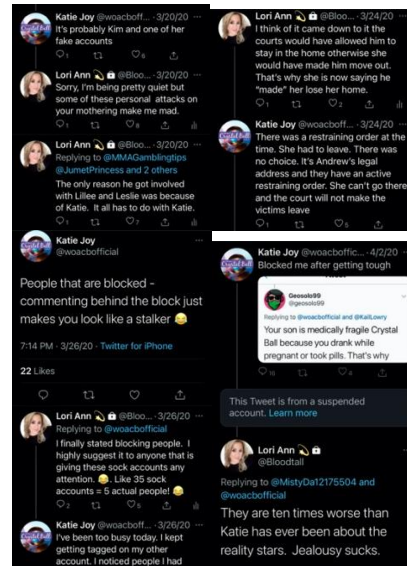 Katie Joy @woacboff... · 3/20/20 ···
It's probably Kim and one of her
fake accounts
1 6
Lori Ann @Bloo... · 3/20/20 ···
Sorry, I'm being pretty quiet but
some of these personal attacks on
your mothering make me mad.
1 8
Lori Ann @Bloo... · 3/20/20 ···
Replying to @MMAGamblingtips
@JumetPrincess and 2 others
The only reason he got involved
with Lillee and Leslie was because
of Katie. It all has to do with Katie.
1 7
Katie Joy
@woacbofficial
···
People that are blocked -
commenting behind the block just
makes you look like a stalker 😂
7:14 PM · 3/26/20 · Twitter for iPhone
22 Likes
Lori Ann @Bloo... · 3/26/20 ···
Replying to @woacbofficial
I finally stated blocking people. I
highly suggest it to anyone that is
giving these sock accounts any
attention. 😂. Like 35 sock
accounts = 5 actual people! 😂
2 5
Katie Joy @woacboff... · 3/26/20 ···
I've been too busy today. I kept
getting tagged on my other
account. I noticed people I had
Lori Ann @Bloo... · 3/24/20 ···
I think of it came down to it the
courts would have allowed him to
stay in the home otherwise she
would have made him move out.
That's why she is now saying he
"made" her lose her home.
1 2
Katie Joy @woacboff... · 3/24/20 ···
There was a restraining order at the
time. She had to leave. There was
no choice. It's Andrew's legal
address and they have an active
restraining order. She can't go there
and the court will not make the
victims leave
1 5
Katie Joy @woacboffic... · 4/2/20 ···
Blocked me after getting tough
Geosolo99
@geosolo99
Replying to @woacbofficial and @KailLowry
Your son is medically fragile Crystal
Ball because you drank while
pregnant or took pills. That's why
16 4
This Tweet is from a suspended
account. Learn more
Lori Ann
@Bloodtall
Replying to @MistyDa12175504 and
@woacbofficial
They are ten times worse than
Katie has ever been about the
reality stars. Jealousy sucks.